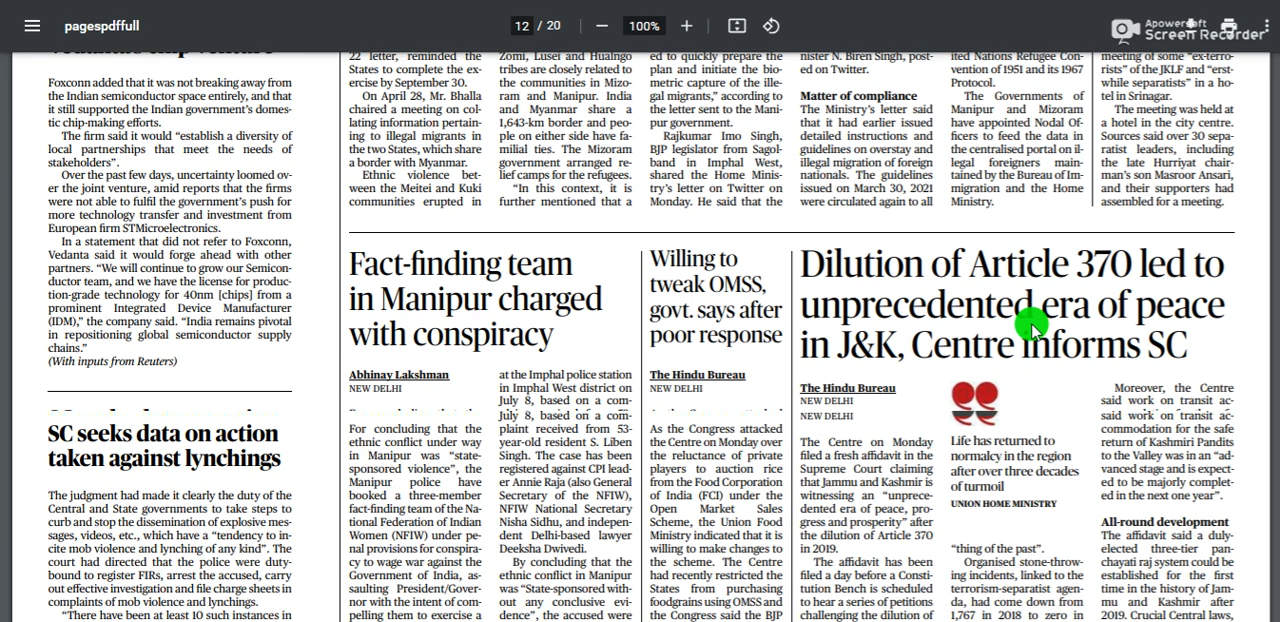 pagespdffull
12 / 20
100%
Apowersoft
Screen Recorder
Foxconn added that it was not breaking away from
the Indian semiconductor space entirely, and that
it still supported the Indian government's domes-
tic chip-making efforts.
The firm said it would "establish a diversity of
local partnerships that meet the needs of
stakeholders".
Over the past few days, uncertainty loomed ov-
er the joint venture, amid reports that the firms
were not able to fulfil the government's push for
more technology transfer and investment from
European firm STMicroelectronics.
In a statement that did not refer to Foxconn,
Vedanta said it would forge ahead with other
partners. "We will continue to grow our Semicon-
ductor team, and we have the license for produc-
tion-grade technology for 40nm [chips] from a
prominent Integrated Device Manufacturer
(IDM)," the company said. "India remains pivotal
in repositioning global semiconductor supply
chains."
(With inputs from Reuters)
SC seeks data on action
taken against lynchings
The judgment had made it clearly the duty of the
Central and State governments to take steps to
curb and stop the dissemination of explosive mes-
sages, videos, etc., which have a "tendency to in-
cite mob violence and lynching of any kind". The
court had directed that the police were duty-
bound to register FIRs, arrest the accused, carry
out effective investigation and file charge sheets in
complaints of mob violence and lynchings.
"There have been at least 10 such instances in
22 letter, reminded the
States to complete the ex-
ercise by September 30.
On April 28, Mr. Bhalla
chaired a meeting on col-
lating information pertain-
ing to illegal migrants in
the two States, which share
a border with Myanmar.
Ethnic violence bet-
ween the Meitei and Kuki
communities erupted in
Zomi, Lusei and Hualngo
tribes are closely related to
the communities in Mizo-
ram and Manipur. India
and Myanmar share a
1,643-km border and peo-
ple on either side have fa-
milial ties. The Mizoram
government arranged re-
lief camps for the refugees.
"In this context, it is
further mentioned that a
ed to quickly prepare the
plan and initiate the bio-
metric capture of the ille-
gal migrants," according to
the letter sent to the Mani-
pur government.
Rajkumar Imo Singh,
BJP legislator from Sagol-
band in Imphal West,
shared the Home Minis-
try's letter on Twitter on
Monday. He said that the
minister N. Biren Singh, post-
ed on Twitter.
Matter of compliance
The Ministry's letter said
that it had earlier issued
detailed instructions and
guidelines on overstay and
illegal migration of foreign
nationals. The guidelines
issued on March 30, 2021
were circulated again to all
ited Nations Refugee Con-
vention of 1951 and its 1967
Protocol.
The Governments of
Manipur and Mizoram
have appointed Nodal Of-
ficers to feed the data in
the centralised portal on il-
legal foreigners main-
tained by the Bureau of Im-
migration and the Home
Ministry.
meeting of some "ex-terro-
rists" of the JKLF and "erst-
while separatists" in a ho-
tel in Srinagar.
The meeting was held at
a hotel in the city centre.
Sources said over 30 sepa-
ratist leaders, including
the late Hurriyat chair-
man's son Masroor Ansari,
and their supporters had
assembled for a meeting.
Fact-finding team
in Manipur charged
with conspiracy
Abhinay Lakshman
NEW DELHI
For concluding that the
ethnic conflict under way
in Manipur was "state-
sponsored violence", the
Manipur police have
booked a three-member
fact-finding team of the Na-
tional Federation of Indian
Women (NFIW) under pe-
nal provisions for conspira-
cy to wage war against the
Government of India, as-
saulting President/Gover-
nor with the intent of com-
pelling them to exercise a
at the Imphal police station
in Imphal West district on
July 8, based on a com-
July 8, based on a com-
plaint received from 53-
year-old resident S. Liben
Singh. The case has been
registered against CPI lead-
er Annie Raja (also General
Secretary of the NFIW),
NFIW National Secretary
Nisha Sidhu, and indepen-
dent Delhi-based lawyer
Deeksha Dwivedi.
By concluding that the
ethnic conflict in Manipur
was "State-sponsored with-
out any conclusive evi-
dence", the accused were
Willing to
tweak OMSS,
govt. says after
poor response
The Hindu Bureau
NEW DELHI
As the Congress attacked
the Centre on Monday over
the reluctance of private
players to auction rice
from the Food Corporation
of India (FCI) under the
Open Market Sales
Scheme, the Union Food
Ministry indicated that it is
willing to make changes to
the scheme. The Centre
had recently restricted the
States from purchasing
foodgrains using OMSS and
the Congress said the BJP
Dilution of Article 370 led to
unprecedented era of peace
in J&K, Centre informs SC
The Hindu Bureau
NEW DELHI
NEW DELHI
The Centre on Monday
filed a fresh affidavit in the
Supreme Court claiming
that Jammu and Kashmir is
witnessing an "unprece-
dented era of peace, pro-
gress and prosperity" after
the dilution of Article 370
in 2019.
The affidavit has been
filed a day before a Consti-
tution Bench is scheduled
to hear a series of petitions
challenging the dilution of
Life has returned to
normalcy in the region
after over three decades
of turmoil
UNION HOME MINISTRY
"thing of the past".
Organised stone-throw-
ing incidents, linked to the
terrorism-separatist agen-
da, had come down from
1,767 in 2018 to zero in
Moreover, the Centre
said work on transit ac-
said work on transit ac-
commodation for the safe
return of Kashmiri Pandits
to the Valley was in an "ad-
vanced stage and is expect-
ed to be majorly complet-
ed in the next one year".
All-round development
The affidavit said a duly-
elected three-tier pan-
chayati raj system could be
established for the first
time in the history of Jam-
mu and Kashmir after
2019. Crucial Central laws,